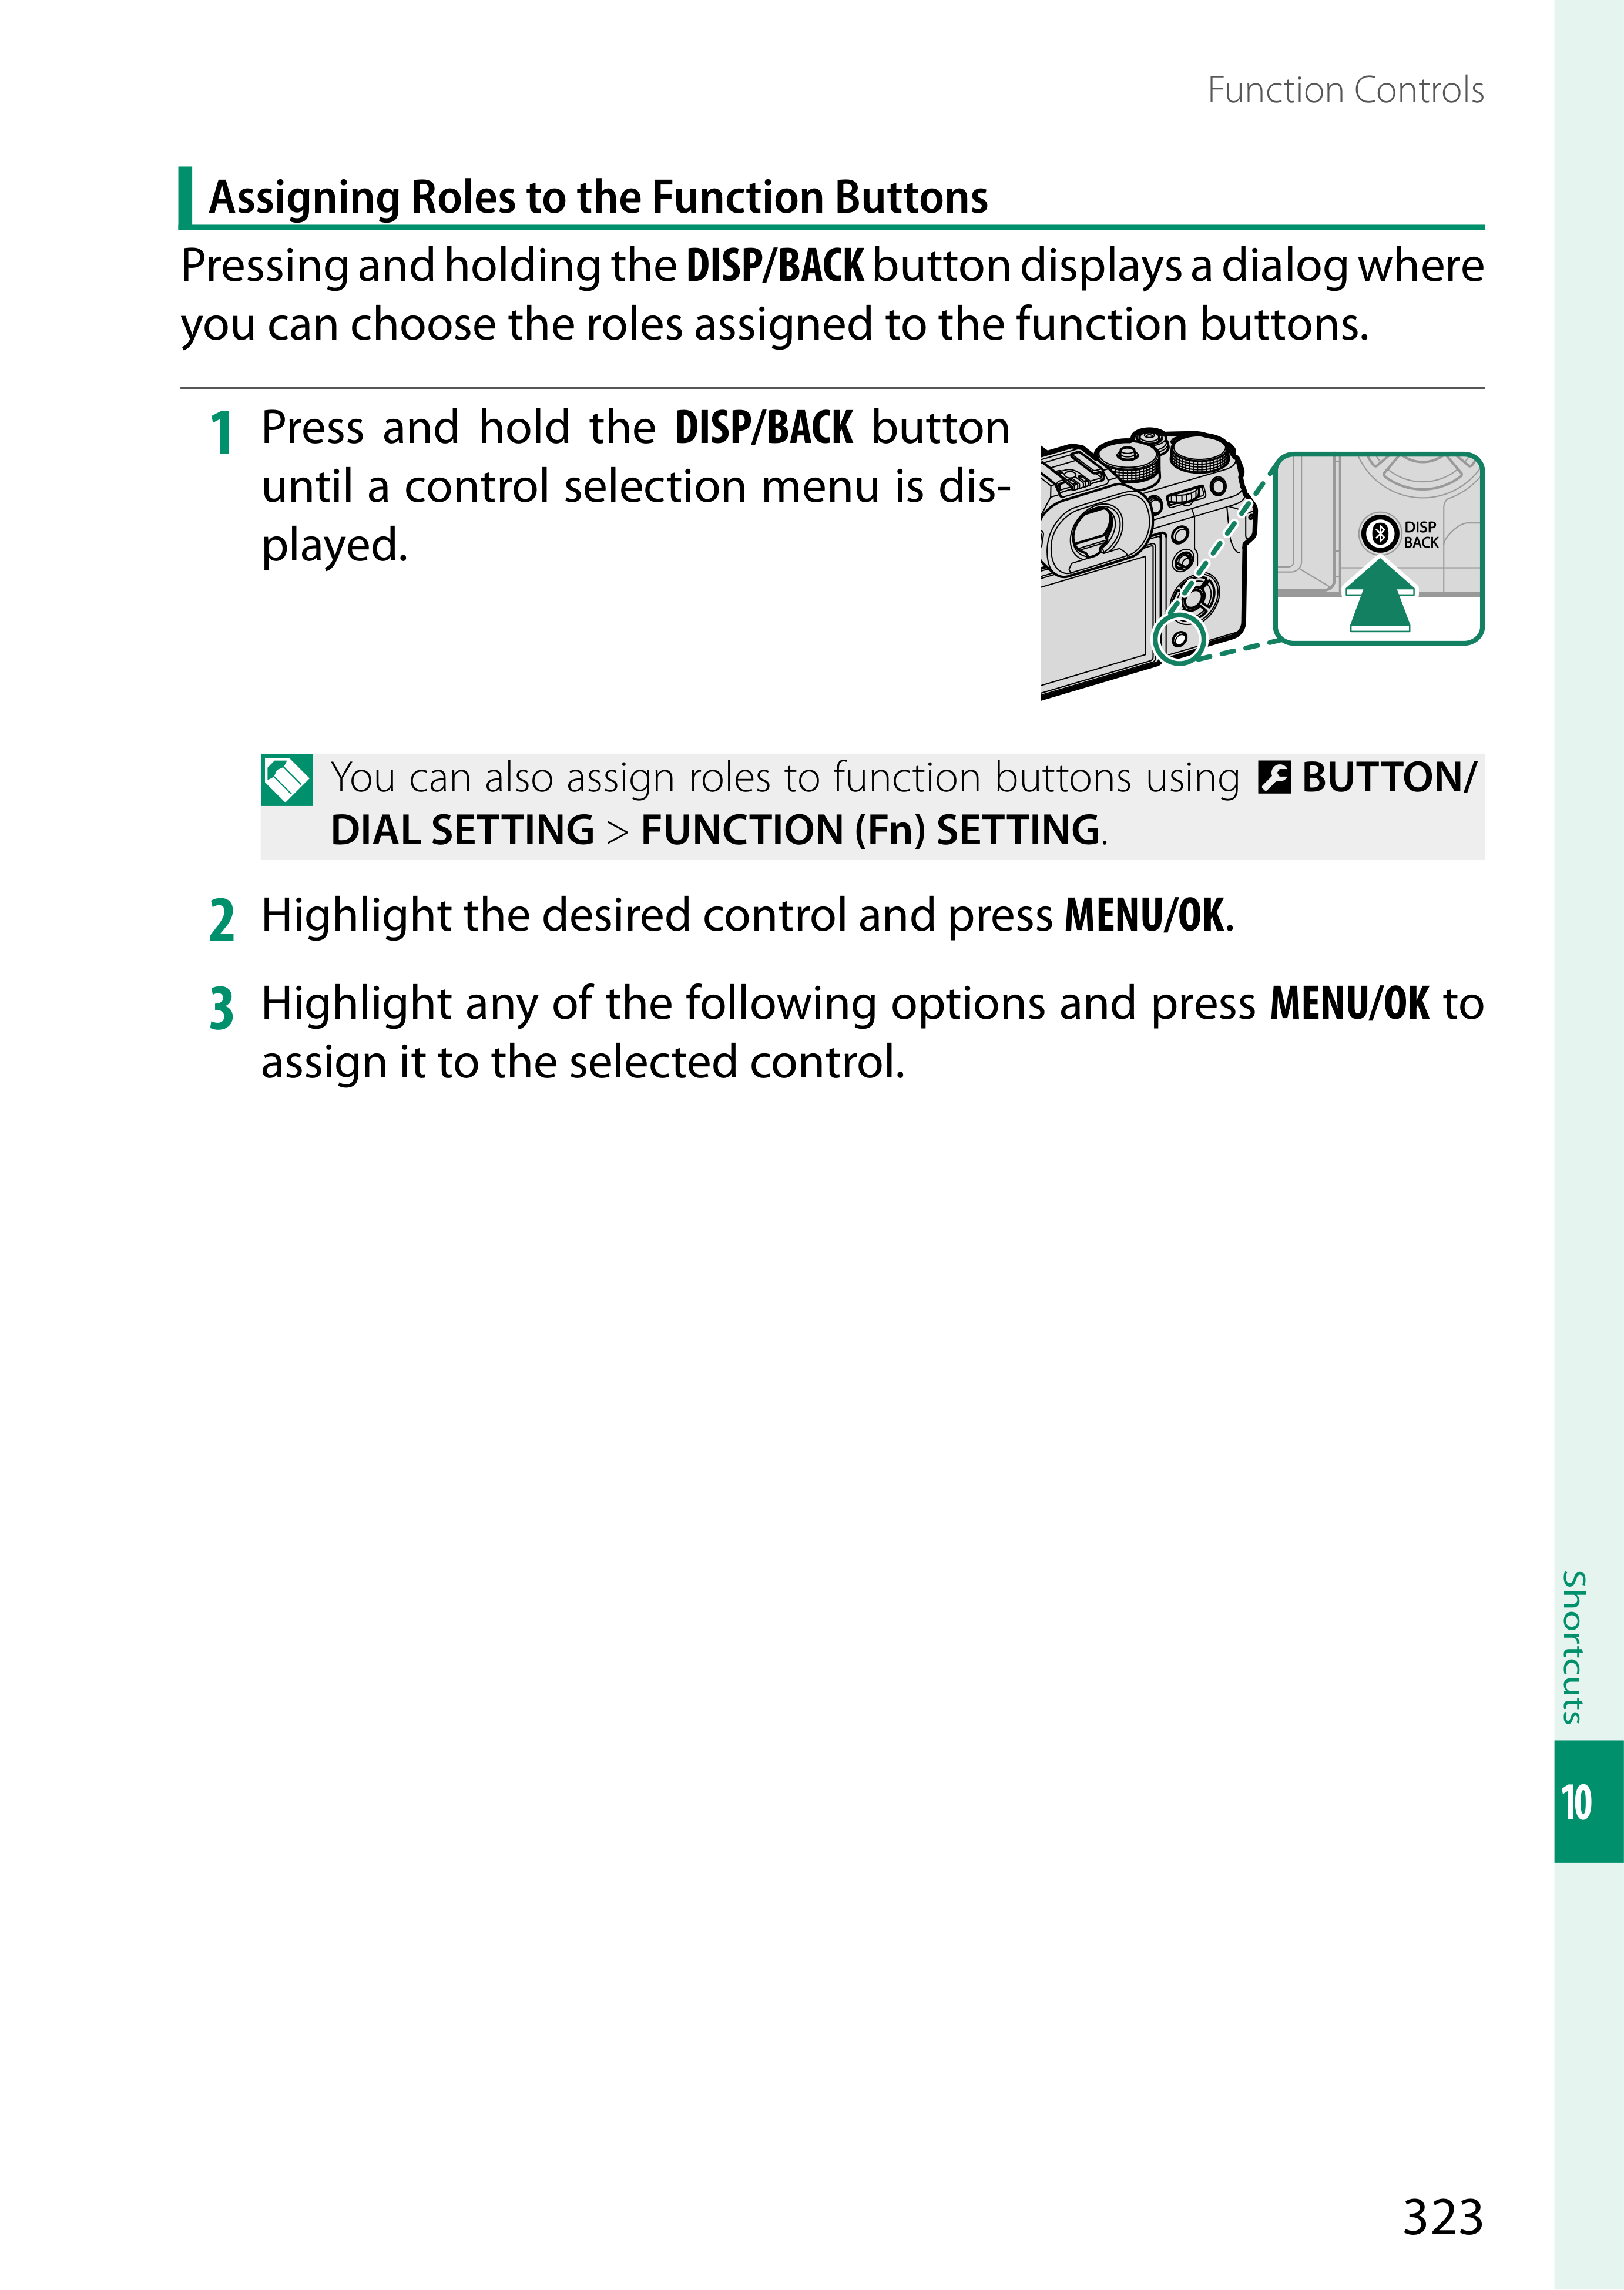 Function Controls
Assigning Roles to the Function Buttons
Pressing and holding the DISP/BACK button displays a dialog where
you can choose the roles assigned to the function buttons.
1 Press and hold the DISP/BACK button
until a control selection menu is dis-
played.
DISP
BACK
You can also assign roles to function buttons using BUTTON/
DIAL SETTING > FUNCTION (Fn) SETTING.
2 Highlight the desired control and press MENU/OK.
3 Highlight any of the following options and press MENU/OK to
assign it to the selected control.
Shortcuts
10
323